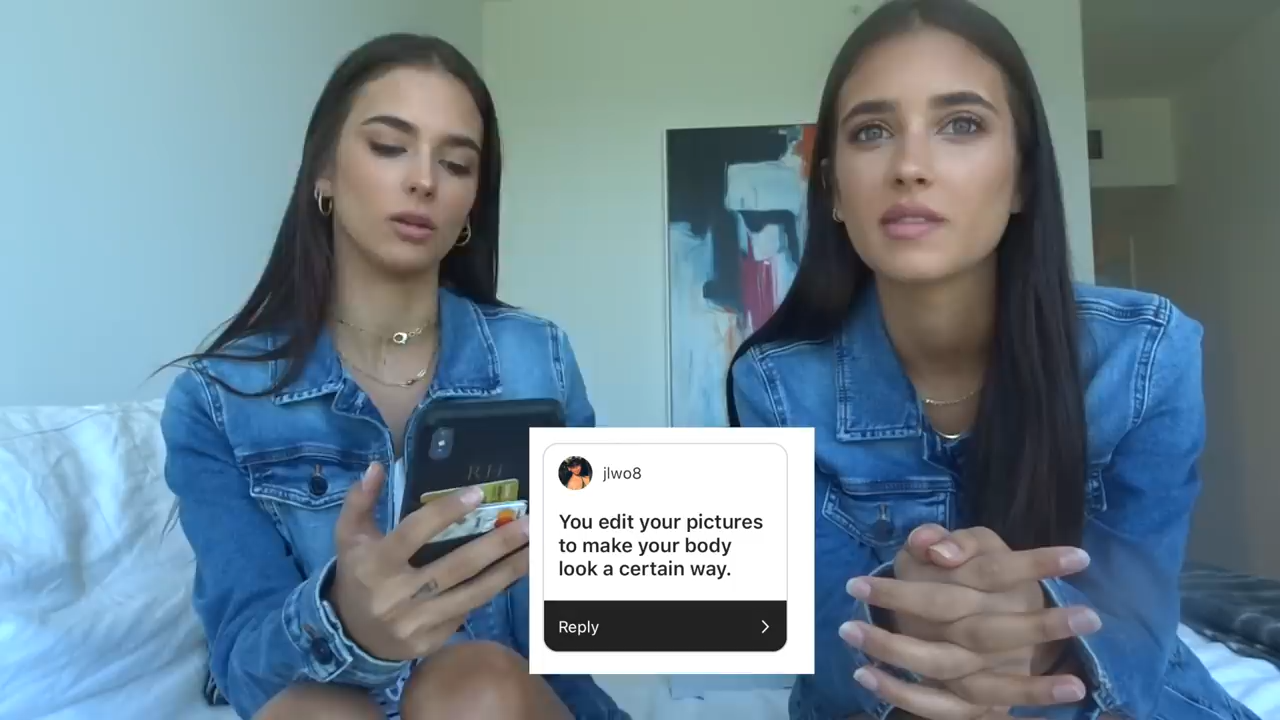 jlwo8
You edit your pictures
to make your body
look a certain way.
Reply